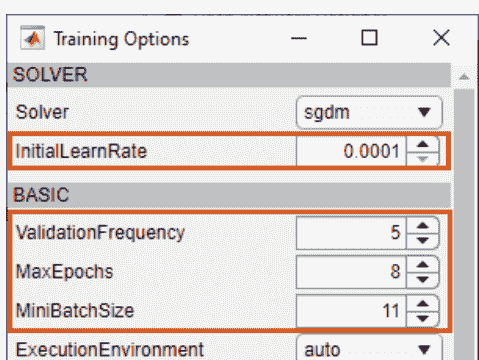 Training Options
SOLVER
Solver sgdm
InitialLearnRate 0.0001
BASIC
ValidationFrequency 5
MaxEpochs 8
MiniBatchSize 11
ExecutionEnvironment auto